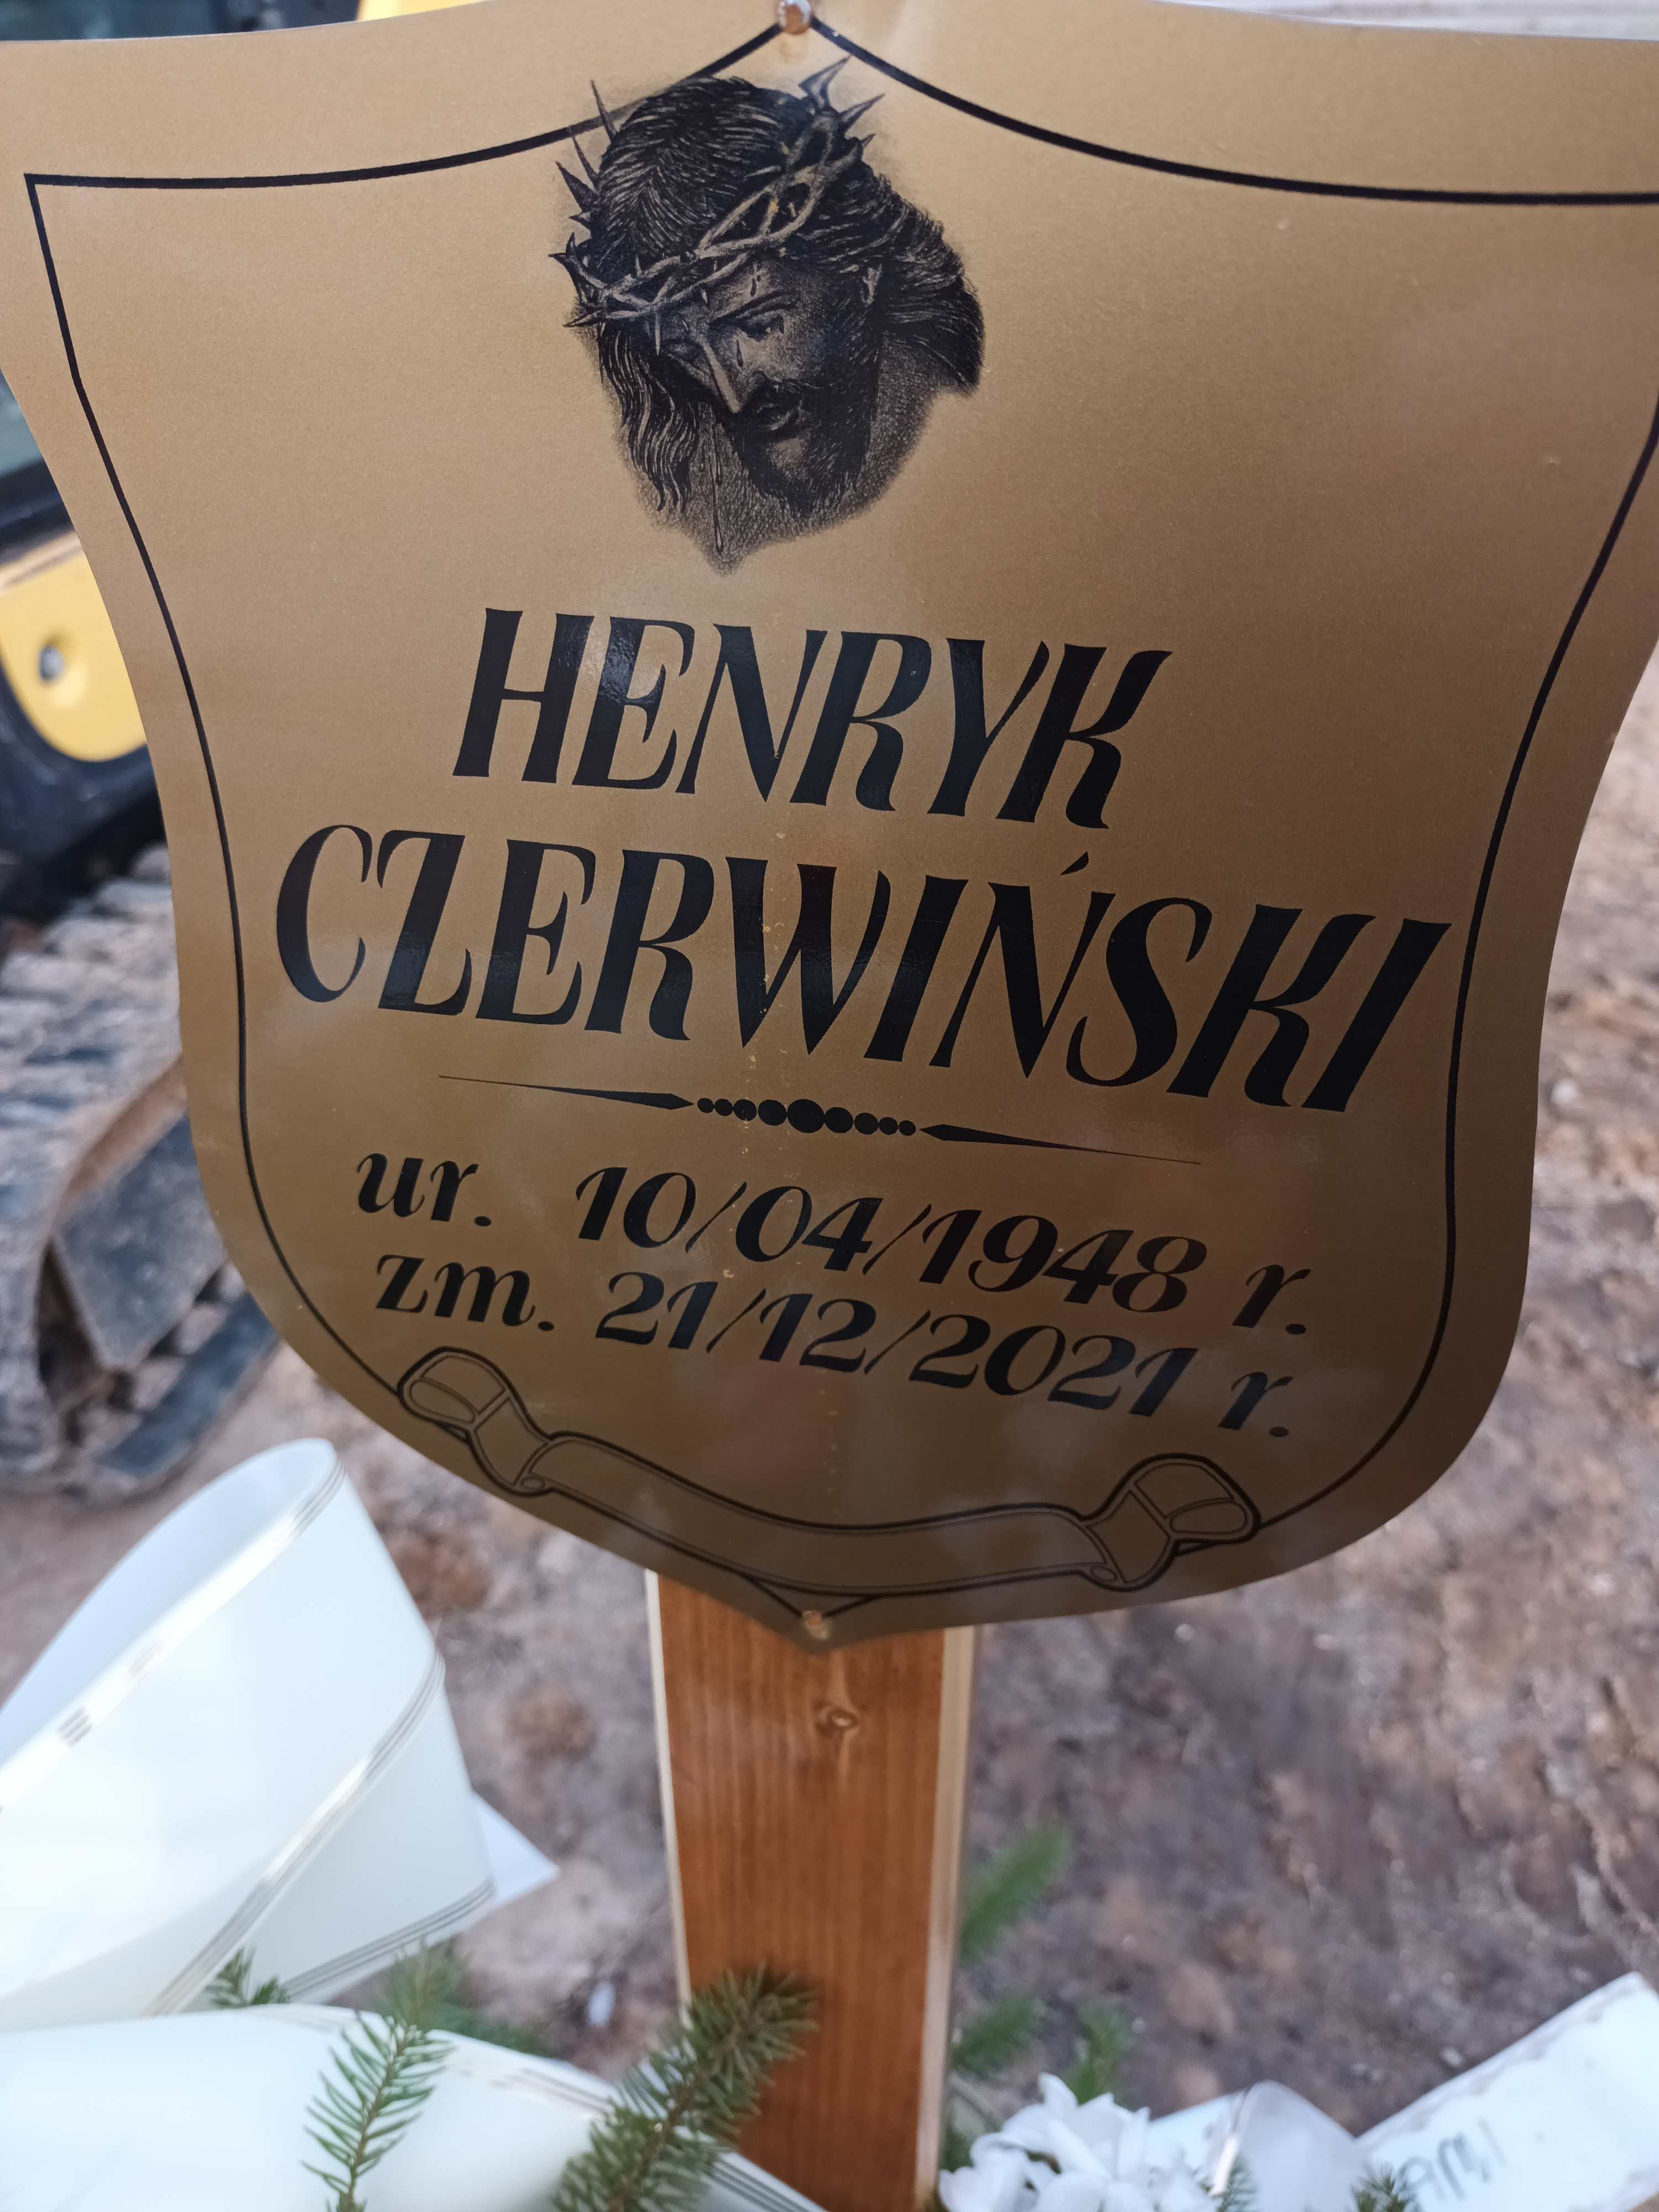 HENRYK
CZERWIŃSKI
ur. 10/04/1948 r.
zm. 21/12/2021 r.